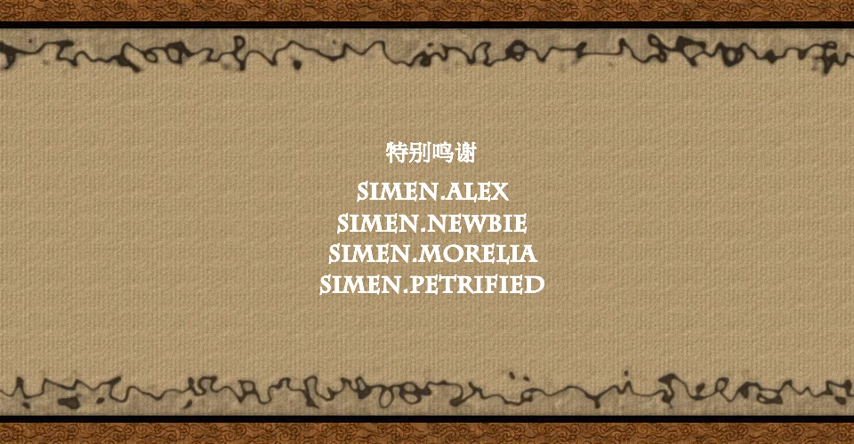 特别鸣谢
SIMEN.ALEX
SIMEN.NEWBIE
SIMEN.MORELIA
SIMEN.PETRIFIED